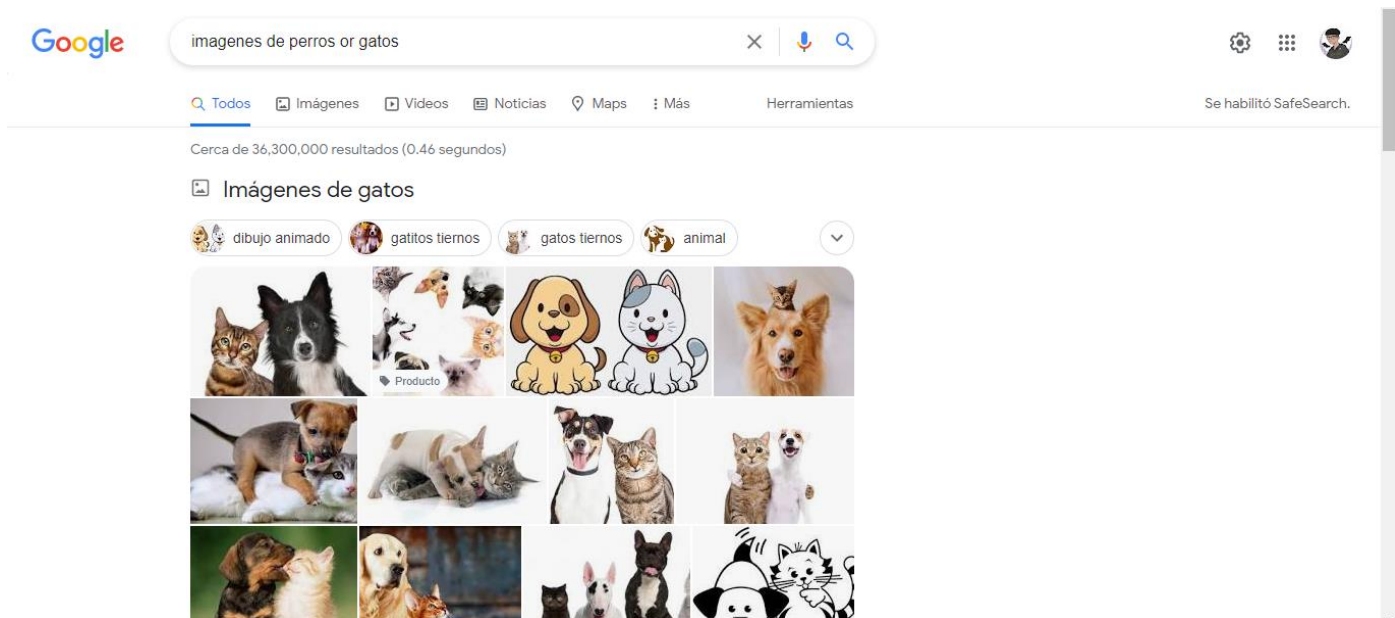 Google
imagenes de perros or gatos
Todos Imágenes Videos Noticias Maps Más Herramientas Se habilitó SafeSearch.
Cerca de 36,300,000 resultados (0.46 segundos)
Imágenes de gatos
dibujo animado gatitos tiernos gatos tiernos animal
Producto